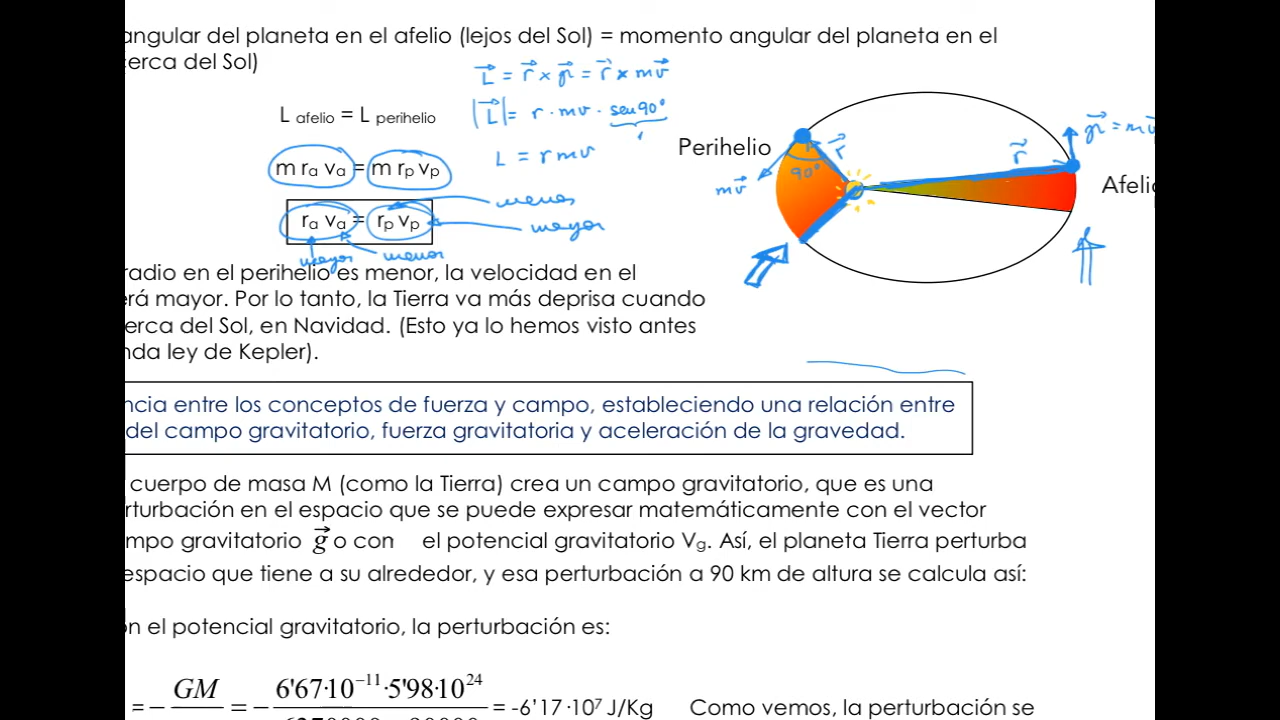 angular del planeta en el afelio (lejos del Sol) = momento angular del planeta en el
cerca del Sol)
L⃗ = r⃗ × p⃗ = r⃗ × mv⃗
|L⃗| = r · mv · sen 90°
1
L = r mv
L afelio = L perihelio
m ra va = m rp vp
ra va = rp vp
menor
mayor
mayor
menor
Perihelio
r⃗
90°
mv⃗
r⃗
p⃗ = mv⃗
Afelio
radio en el perihelio es menor, la velocidad en el
erá mayor. Por lo tanto, la Tierra va más deprisa cuando
erca del Sol, en Navidad. (Esto ya lo hemos visto antes
nda ley de Kepler).
ncia entre los conceptos de fuerza y campo, estableciendo una relación entre
del campo gravitatorio, fuerza gravitatoria y aceleración de la gravedad.
cuerpo de masa M (como la Tierra) crea un campo gravitatorio, que es una
rturbación en el espacio que se puede expresar matemáticamente con el vector
mpo gravitatorio g⃗ o con el potencial gravitatorio Vg. Así, el planeta Tierra perturba
espacio que tiene a su alrededor, y esa perturbación a 90 km de altura se calcula así:
ón el potencial gravitatorio, la perturbación es:
= − GM = − 6'67·10⁻¹¹·5'98·10²⁴ = -6'17 ·10⁷ J/Kg Como vemos, la perturbación se